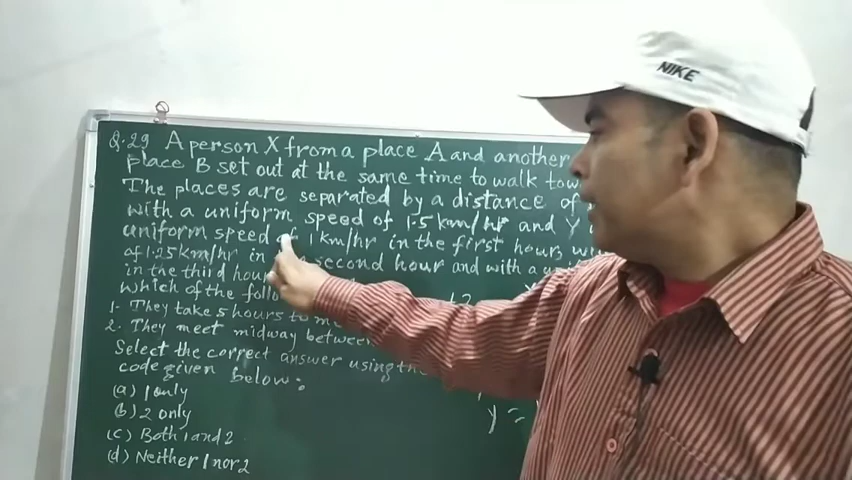 Q.29 A person X from a place A and another
place B set out at the same time to walk tow
The places are separated by a distance of
with a uniform speed of 1.5 km/hr and Y
uniform speed of 1 km/hr in the first hour, w
of 1.25 km/hr in second hour and with a
in the third hou
which of the follo
1. They take 5 hours to m
2. They meet midway betwee
Select the correct answer using th
code given below:
(a) 1 only
(b) 2 only
(c) Both 1 and 2
(d) Neither 1 nor 2
y =
NIKE